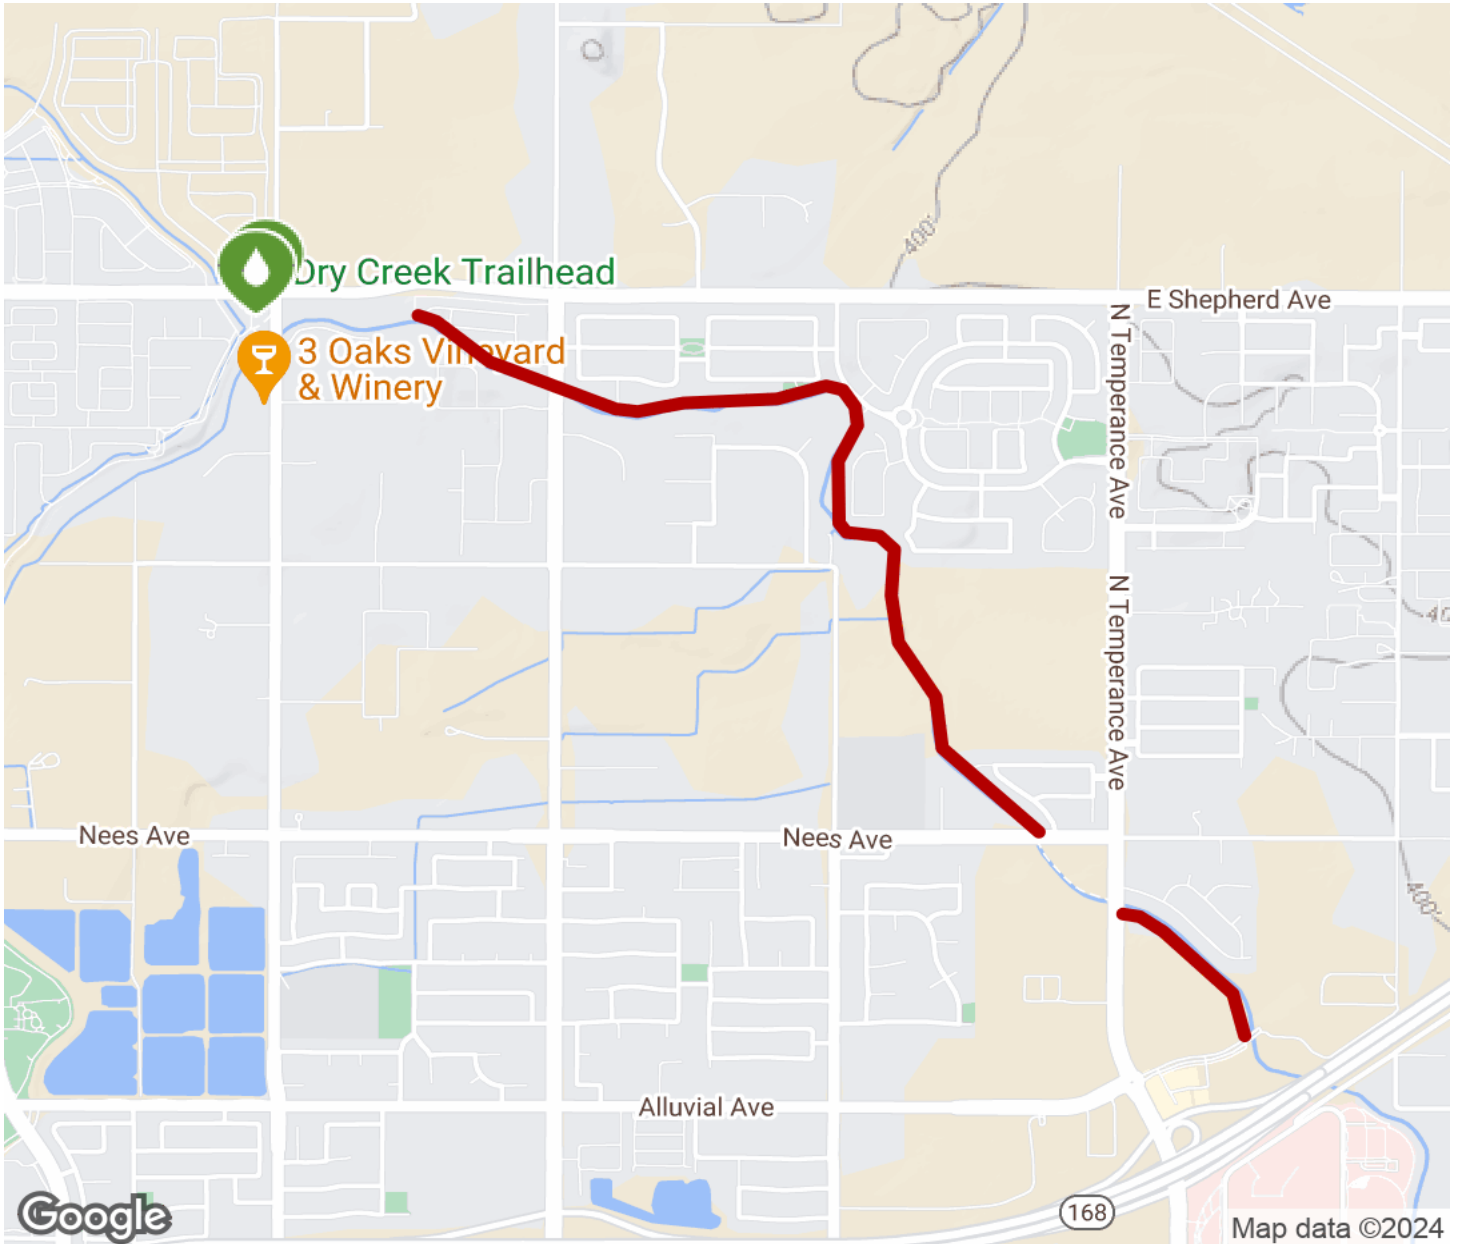 400'
Dry Creek Trailhead
E Shepherd Ave
3 Oaks Vineyard
& Winery
N Temperance Ave
N Temperance Ave
Nees Ave
Nees Ave
400'
Alluvial Ave
168
Google
Map data ©2024